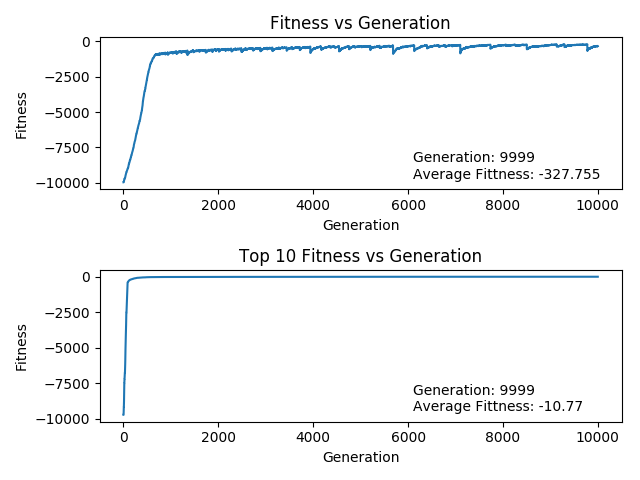 Fitness vs Generation
0
−2500
−5000
−7500
−10000
Fitness
Generation: 9999
Average Fittness: -327.755
0 2000 4000 6000 8000 10000
Generation
Top 10 Fitness vs Generation
0
−2500
−5000
−7500
−10000
Fitness
Generation: 9999
Average Fittness: -10.77
0 2000 4000 6000 8000 10000
Generation